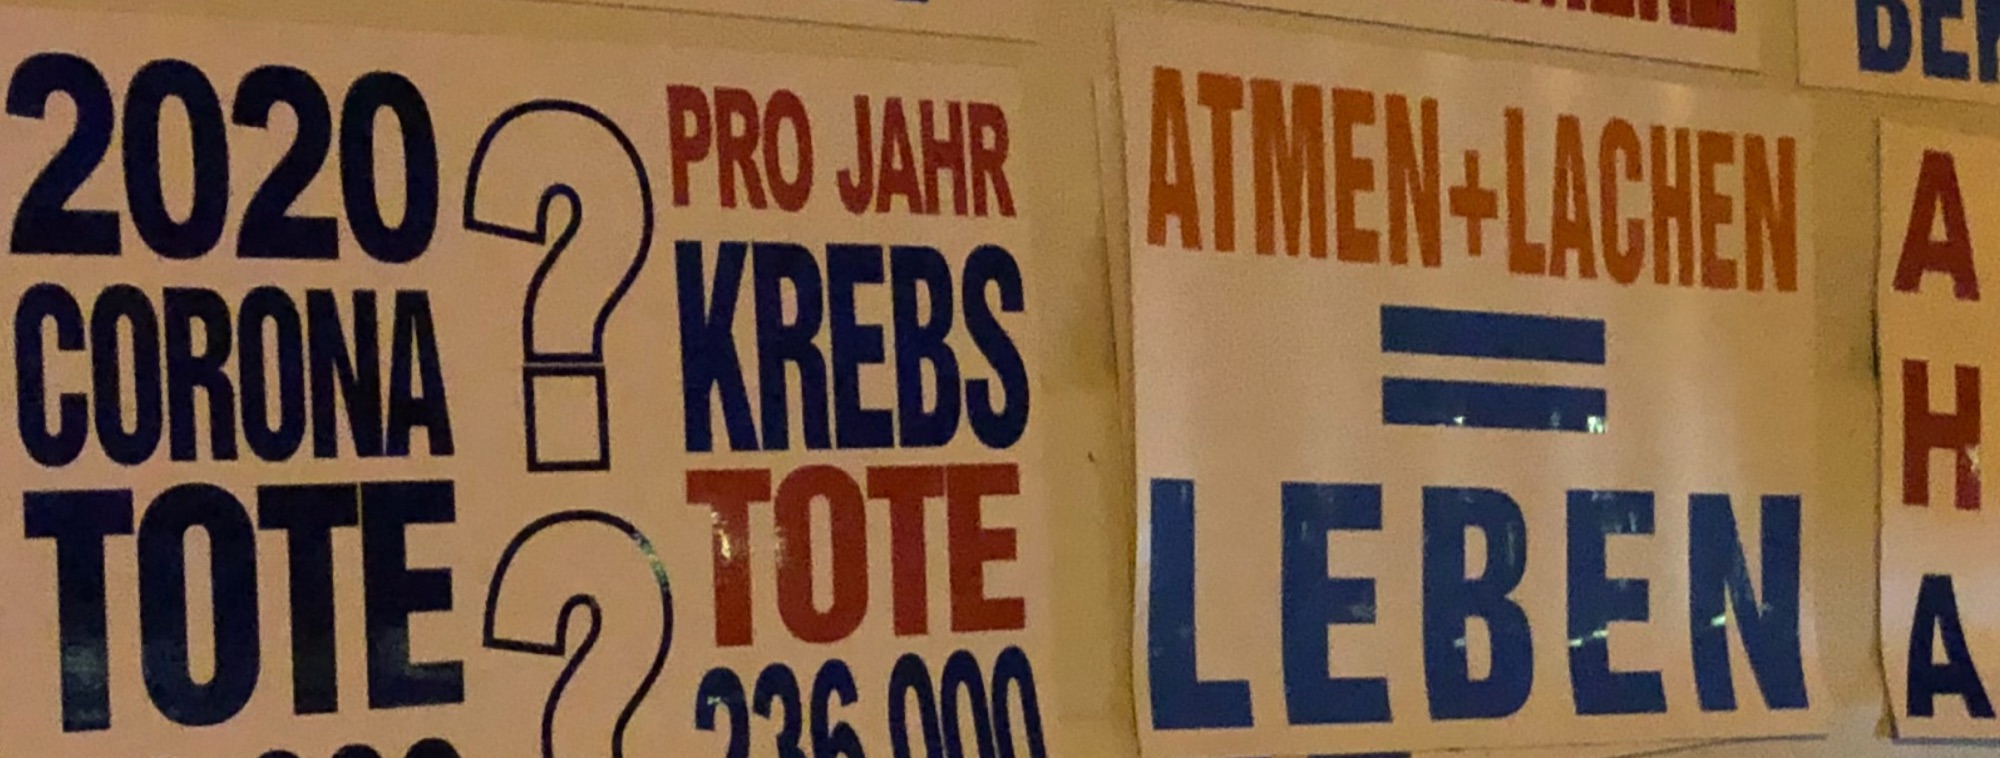 2020
CORONA
TOTE
?
?
PRO JAHR
KREBS
TOTE
236.000
ATMEN+LACHEN
=
LEBEN
A
H
A